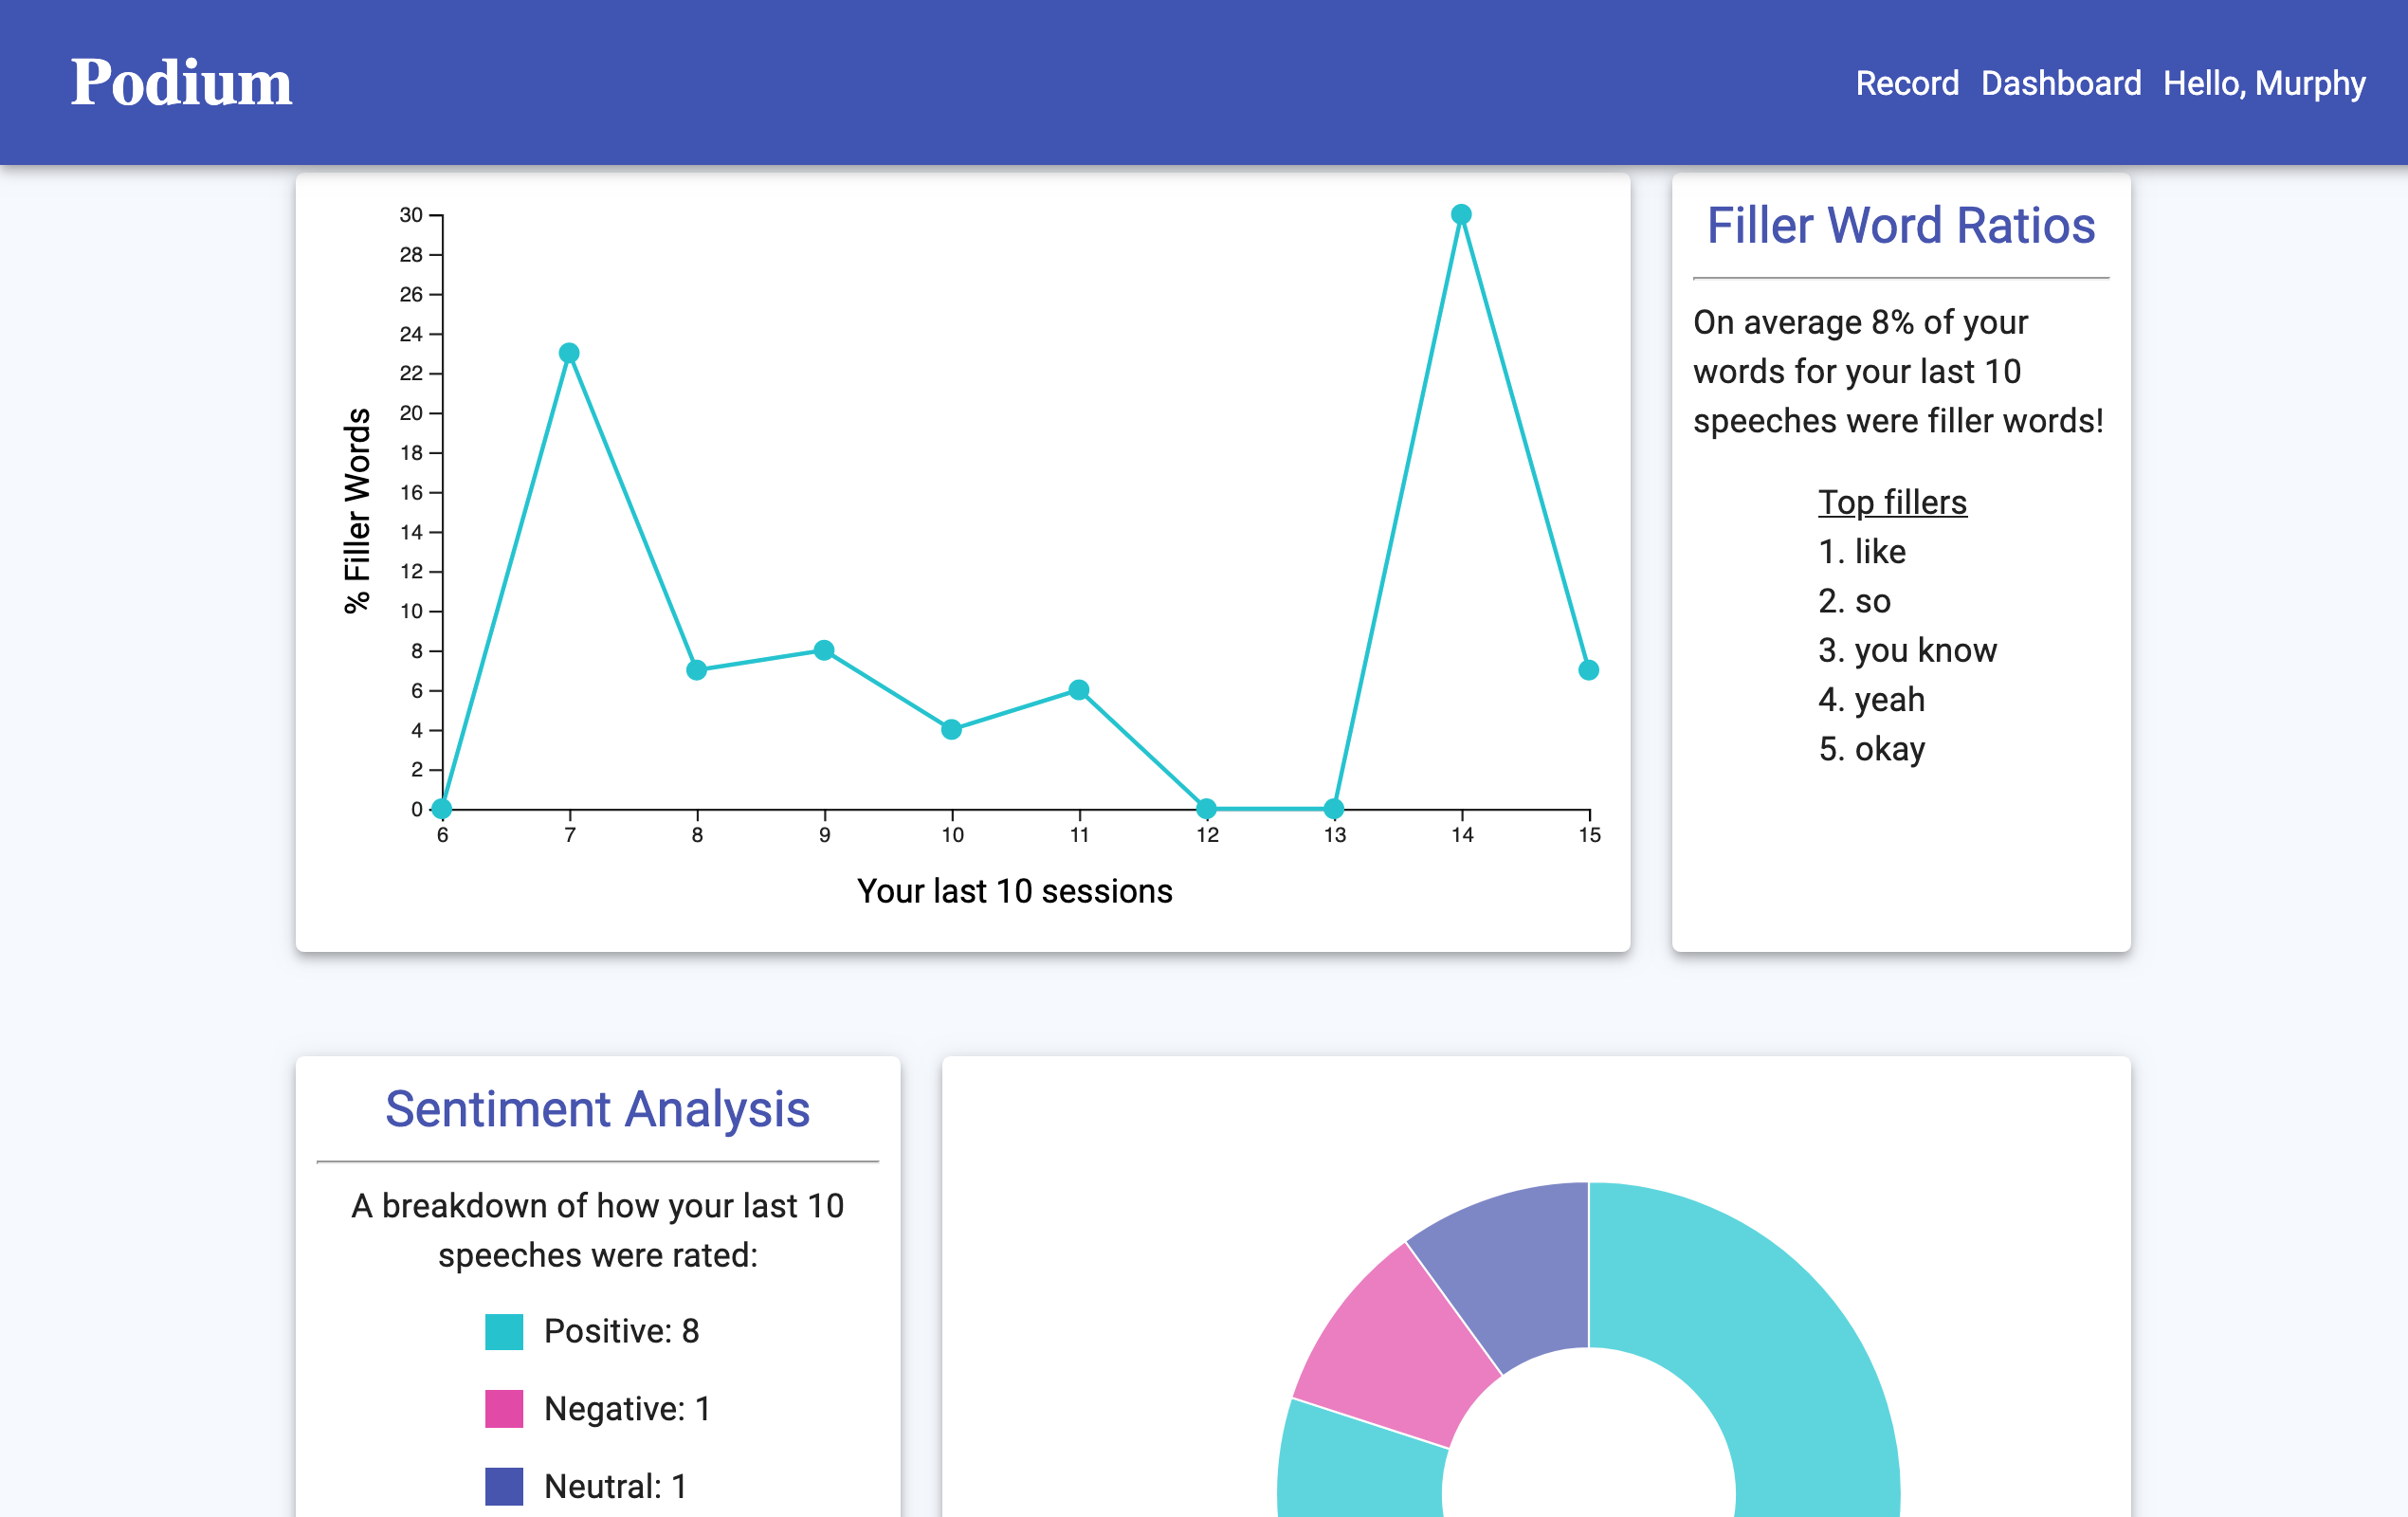 Podium
Record Dashboard Hello, Murphy
30
28
26
24
22
20
18
16
14
12
10
8
6
4
2
0
% Filler Words
6 7 8 9 10 11 12 13 14 15
Your last 10 sessions
Filler Word Ratios
On average 8% of your
words for your last 10
speeches were filler words!
Top fillers
1. like
2. so
3. you know
4. yeah
5. okay
Sentiment Analysis
A breakdown of how your last 10
speeches were rated:
Positive: 8
Negative: 1
Neutral: 1